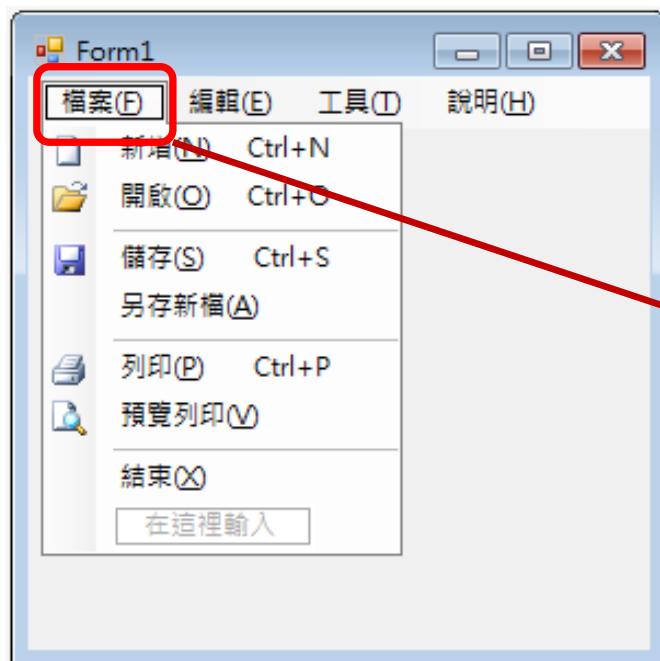 Form1
檔案(F) 編輯(E) 工具(T) 說明(H)
新增(N) Ctrl+N
開啟(O) Ctrl+O
儲存(S) Ctrl+S
另存新檔(A)
列印(P) Ctrl+P
預覽列印(V)
結束(X)
在這裡輸入